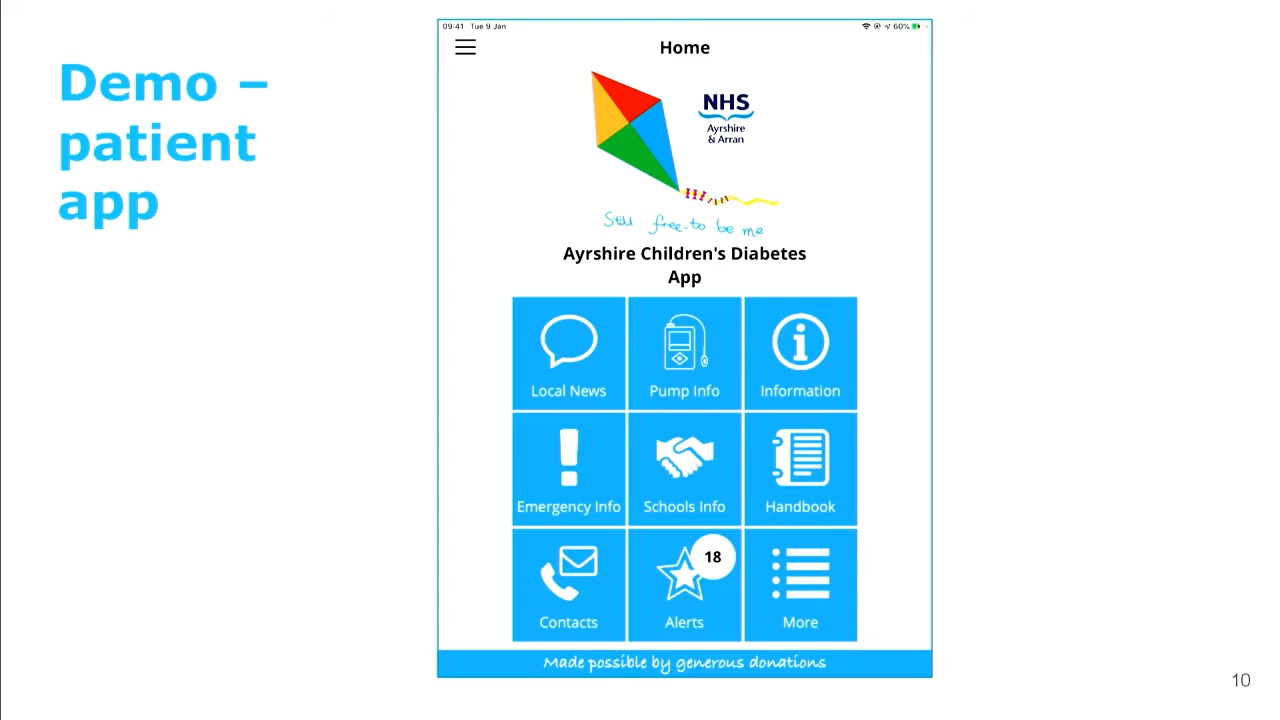 Demo –
patient
app
09:41 Tue 9 Jan
60%
Home
NHS
Ayrshire
& Arran
Still free to be me
Ayrshire Children's Diabetes
App
Local News
Pump Info
Information
Emergency Info
Schools Info
Handbook
Contacts
18
Alerts
More
Made possible by generous donations
10